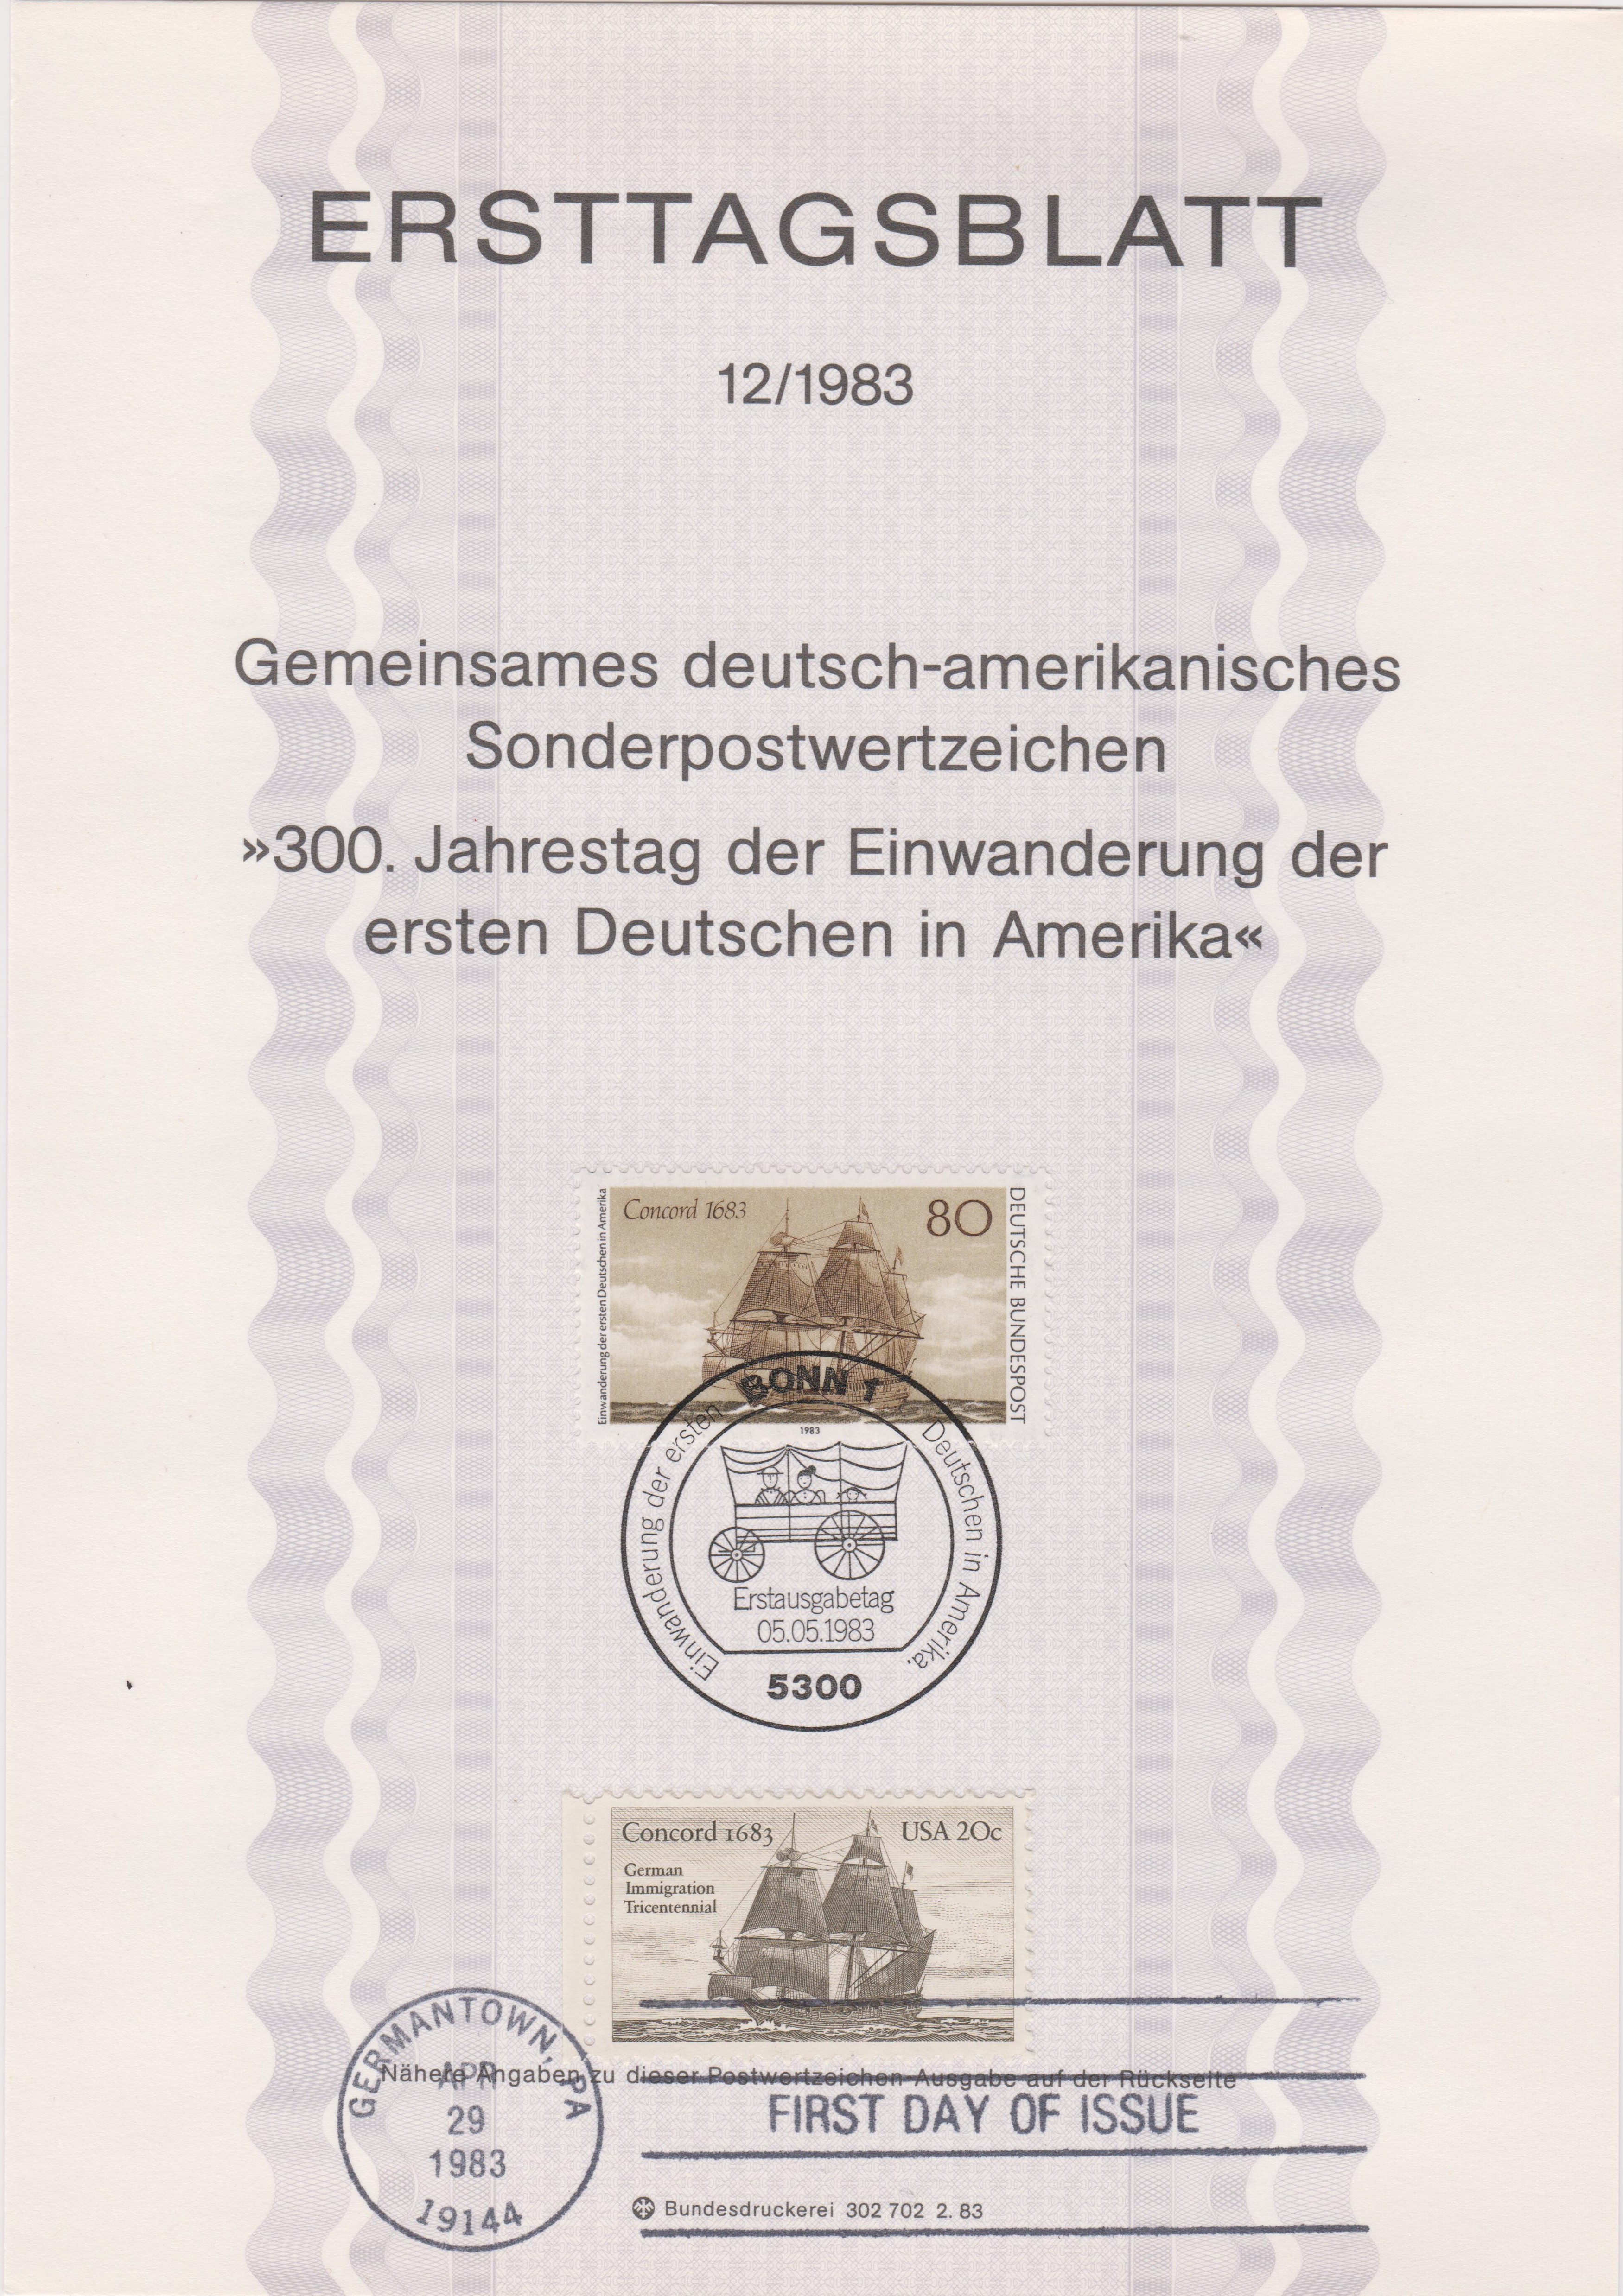 ERSTTAGSBLATT
12/1983
Gemeinsames deutsch-amerikanisches
Sonderpostwertzeichen
»300. Jahrestag der Einwanderung der
ersten Deutschen in Amerika«
Einwanderung der ersten Deutschen in Amerika
Concord 1683
80
DEUTSCHE BUNDESPOST
1983
BONN 1
Einwanderung der ersten Deutschen in Amerika.
Erstausgabetag
05.05.1983
5300
Concord 1683
USA 20c
German
Immigration
Tricentennial
GERMANTOWN, PA
APR
29
1983
19144
Nähere Angaben zu dieser Postwertzeichen-Ausgabe auf der Rückseite
FIRST DAY OF ISSUE
Bundesdruckerei 302 702 2. 83